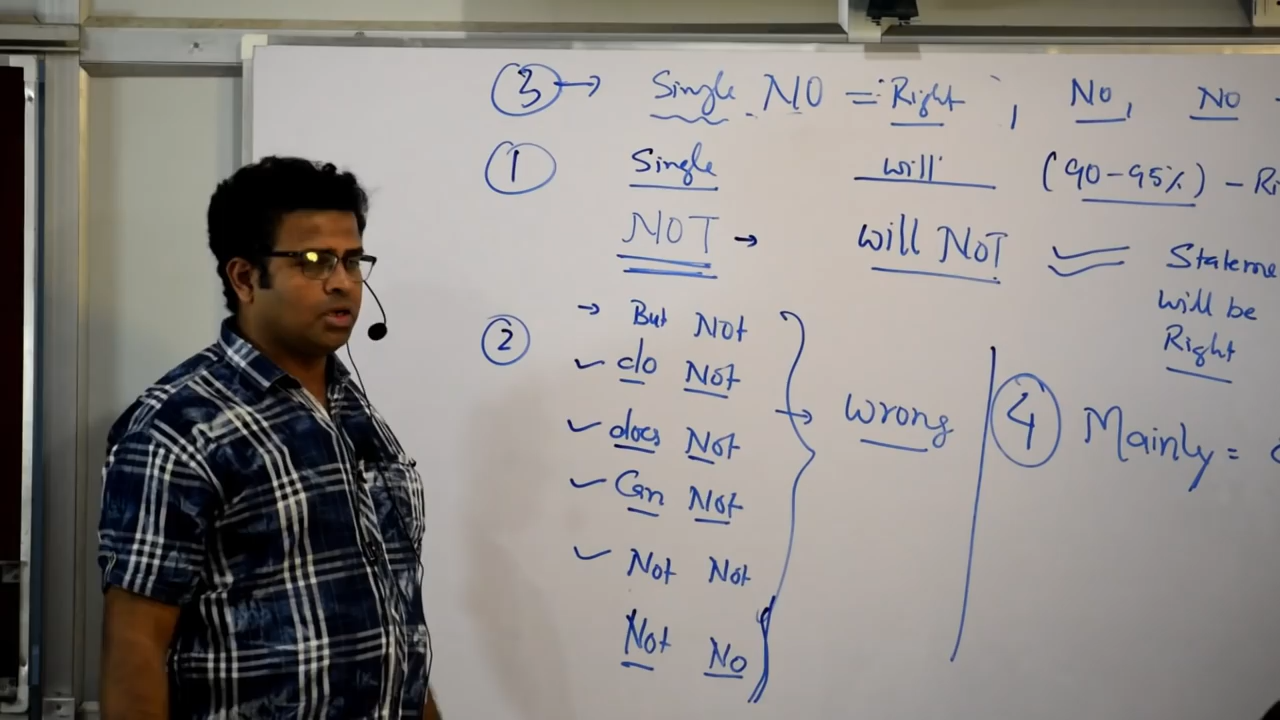 3 → Single NO = Right , No, No -
1 Single will (90-95%) - Ri
NOT → will NOT Stateme
will be
Right
2 → But Not
✓ do Not
✓ does Not
✓ Can Not
✓ Not Not
Not No
→ wrong
4 Mainly =